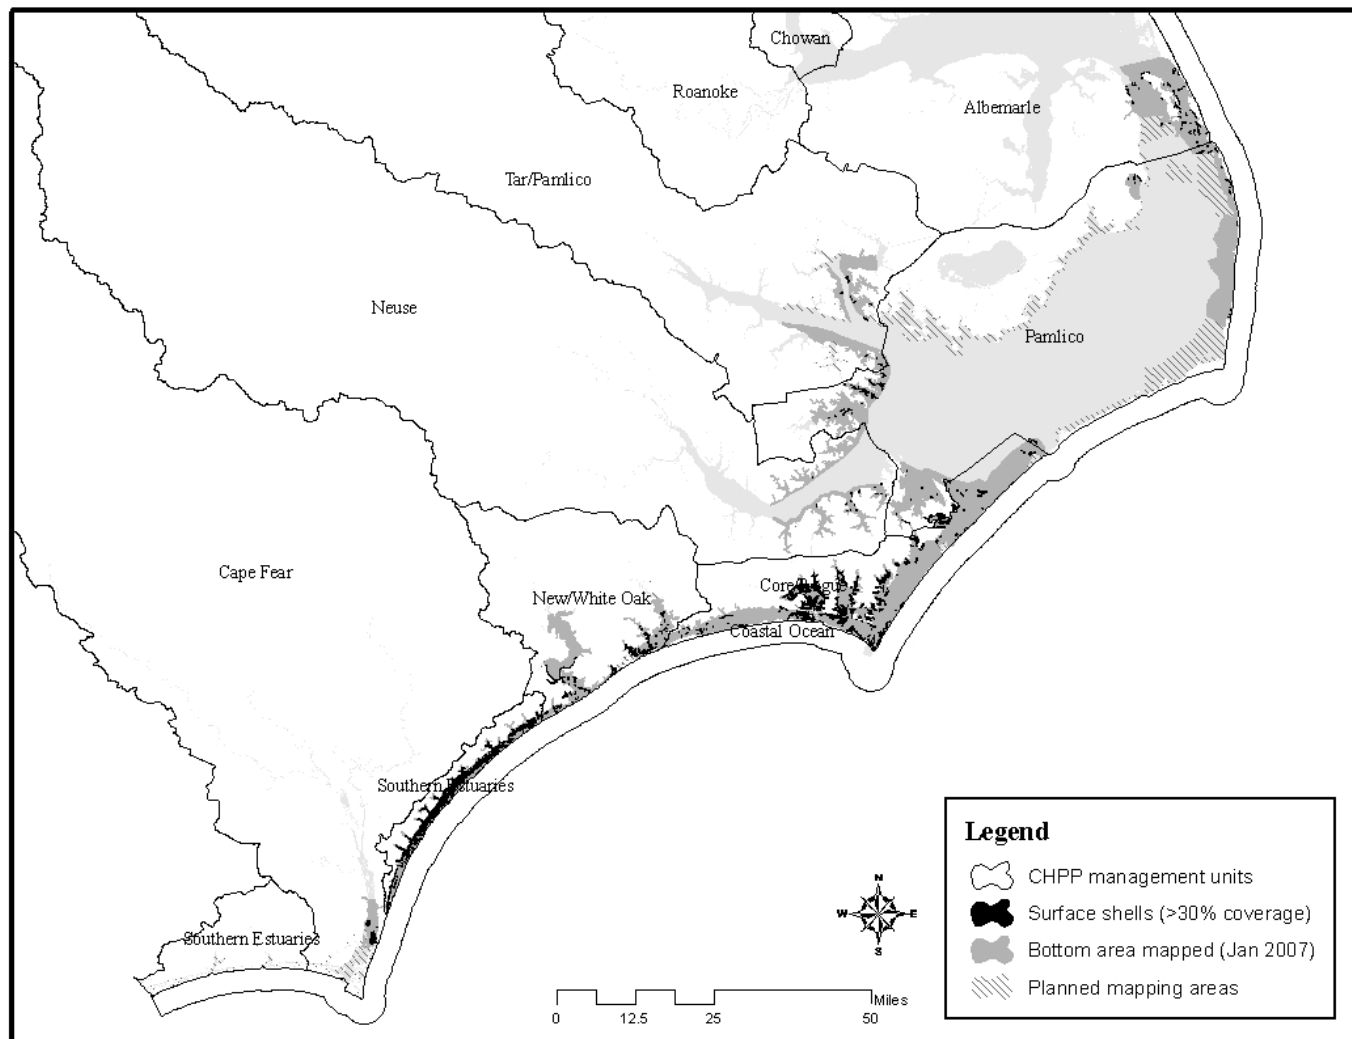 Chowan
Roanoke
Albemarle
Tar/Pamlico
Neuse
Pamlico
Cape Fear
New/White Oak
Core/Bogue
Coastal Ocean
Southern Estuaries
Southern Estuaries
Legend
CHPP management units
Surface shells (>30% coverage)
Bottom area mapped (Jan 2007)
Planned mapping areas
N
W E
S
Miles
0 12.5 25 50